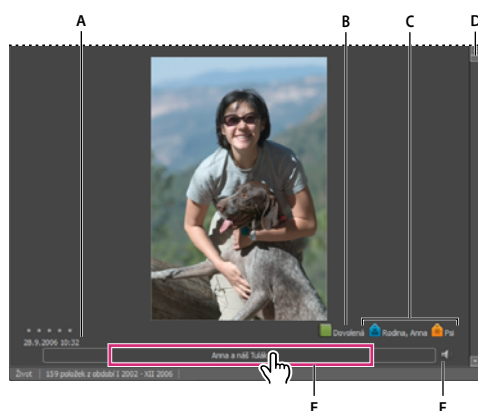 A B C D
Dovolená Rodina, Anna Psi
28.9.2006 10:32
Anna a náš Tulák
Život | 159 položek z období I 2002 - XII 2006 |
F E